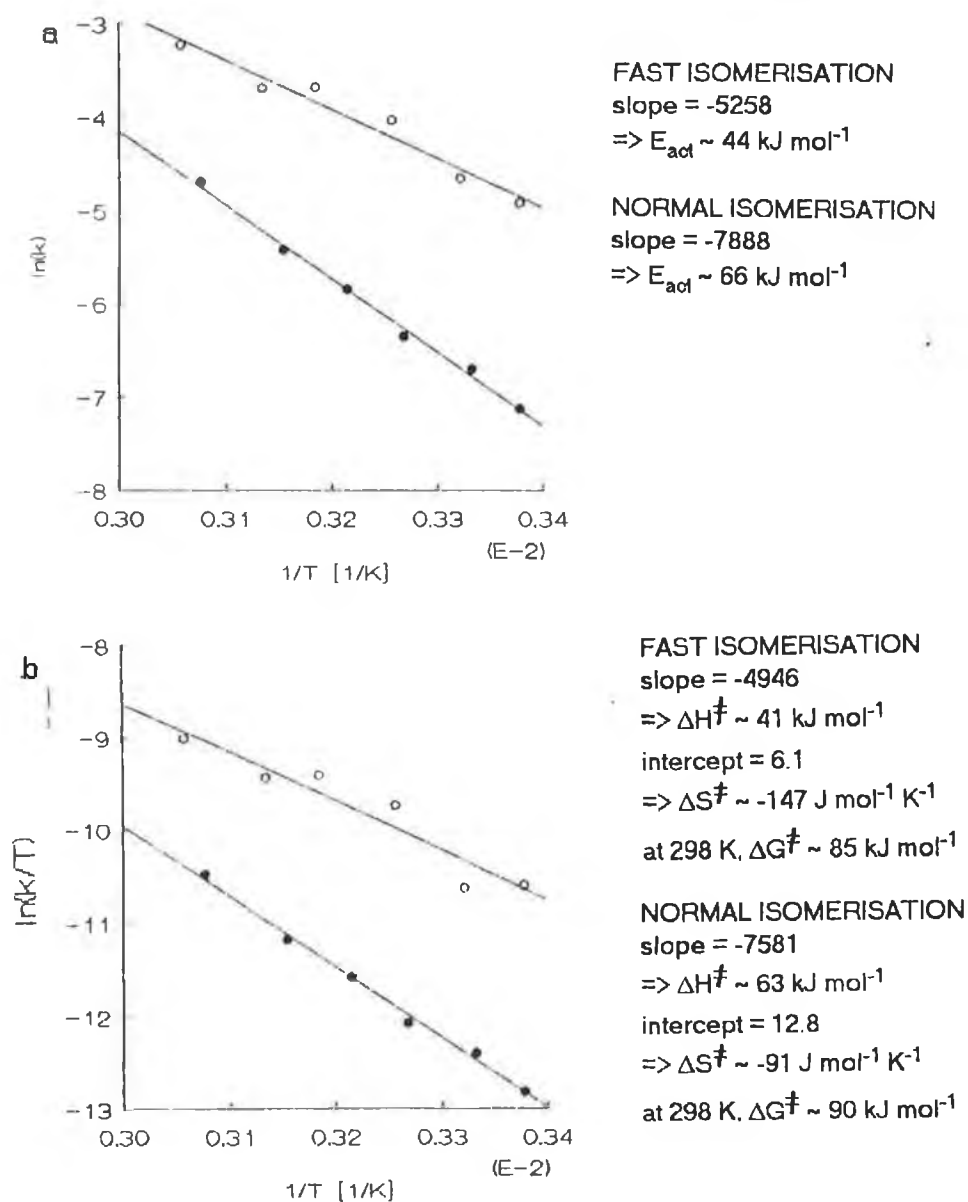 a
-3
-4
-5
-6
-7
-8
ln(k)
0.30 0.31 0.32 0.33 0.34
(E-2)
1/T [1/K]
FAST ISOMERISATION
slope = -5258
=> E_act ~ 44 kJ mol⁻¹
NORMAL ISOMERISATION
slope = -7888
=> E_act ~ 66 kJ mol⁻¹
b
-8
-9
-10
-11
-12
-13
ln(k/T)
0.30 0.31 0.32 0.33 0.34
(E-2)
1/T [1/K]
FAST ISOMERISATION
slope = -4946
=> ΔH‡ ~ 41 kJ mol⁻¹
intercept = 6.1
=> ΔS‡ ~ -147 J mol⁻¹ K⁻¹
at 298 K, ΔG‡ ~ 85 kJ mol⁻¹
NORMAL ISOMERISATION
slope = -7581
=> ΔH‡ ~ 63 kJ mol⁻¹
intercept = 12.8
=> ΔS‡ ~ -91 J mol⁻¹ K⁻¹
at 298 K, ΔG‡ ~ 90 kJ mol⁻¹